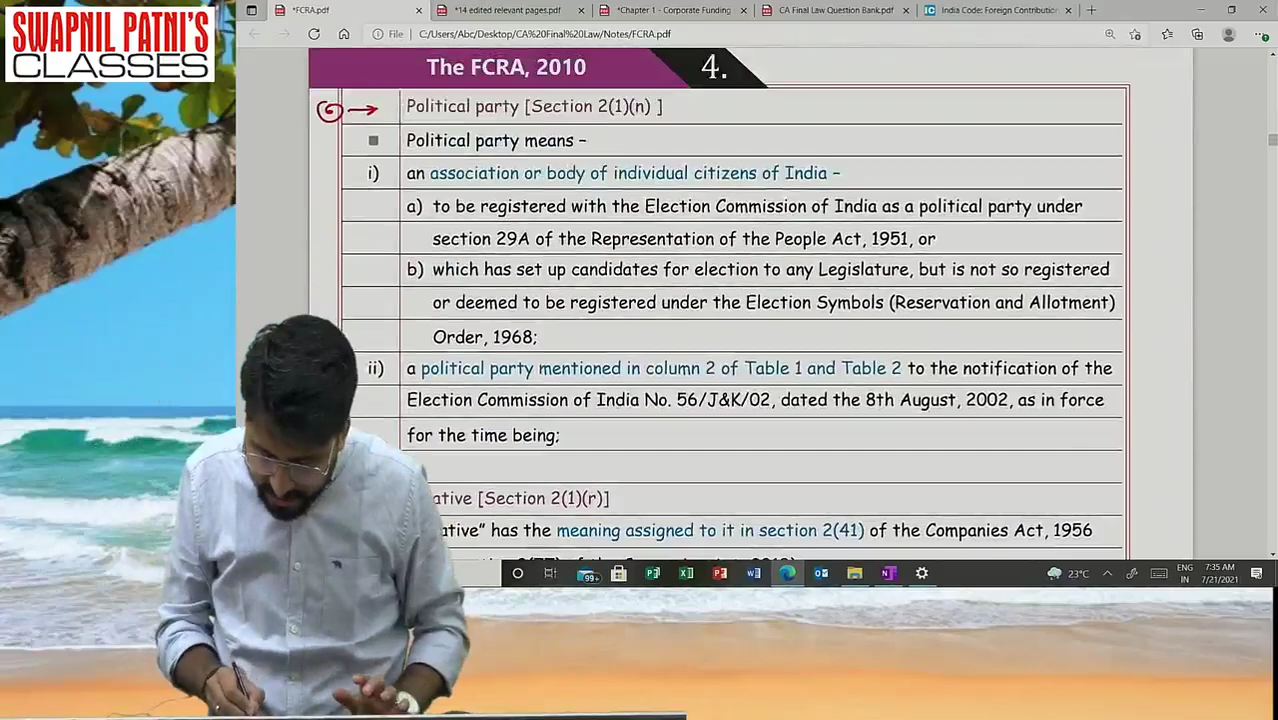 SWAPNIL PATNI'S
CLASSES
*FCRA.pdf
*14 edited relevant pages.pdf
*Chapter 1 - Corporate Funding
CA Final Law Question Bank.pdf
India Code: Foreign Contribution
File C:/Users/Abc/Desktop/CA%20Final%20Law/Notes/FCRA.pdf
The FCRA, 2010 4.
6 → Political party [Section 2(1)(n) ]
■ Political party means –
i) an association or body of individual citizens of India –
a) to be registered with the Election Commission of India as a political party under
section 29A of the Representation of the People Act, 1951, or
b) which has set up candidates for election to any Legislature, but is not so registered
or deemed to be registered under the Election Symbols (Reservation and Allotment)
Order, 1968;
ii) a political party mentioned in column 2 of Table 1 and Table 2 to the notification of the
Election Commission of India No. 56/J&K/02, dated the 8th August, 2002, as in force
for the time being;
ative [Section 2(1)(r)]
ative” has the meaning assigned to it in section 2(41) of the Companies Act, 1956
99+
23°C
ENG
IN
7:35 AM
7/21/2021